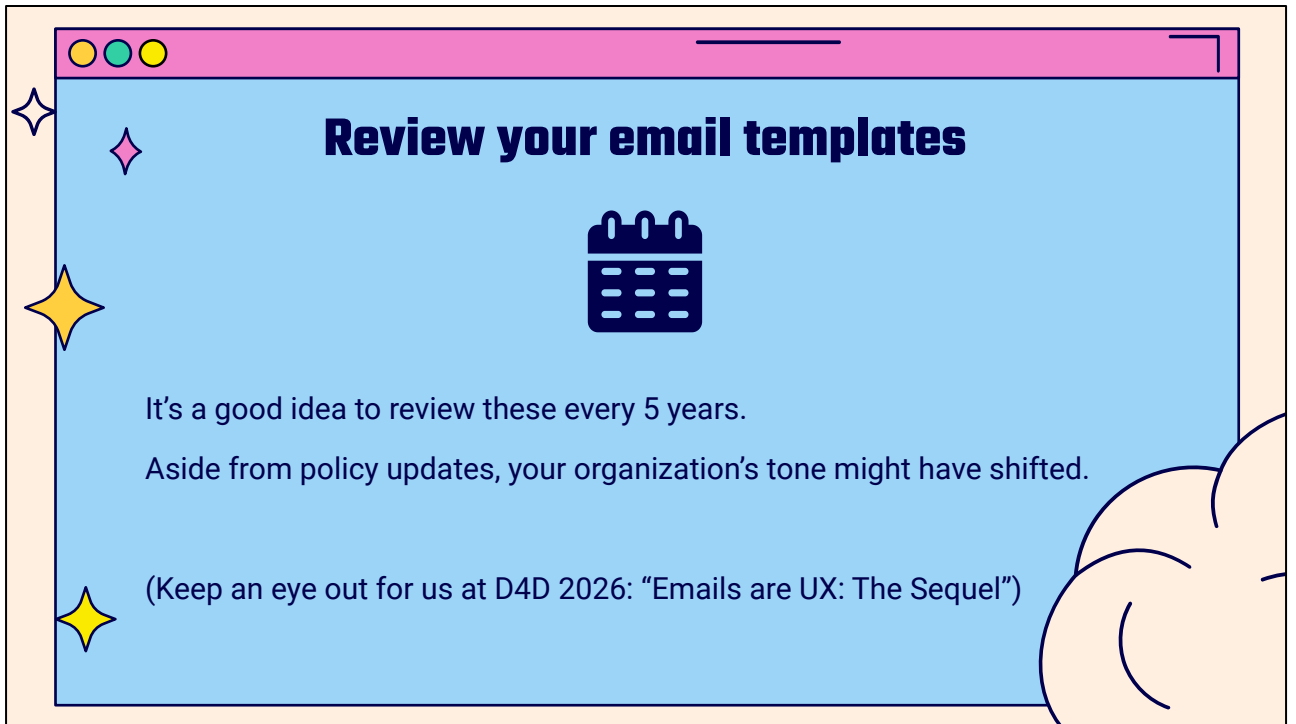 Review your email templates
It’s a good idea to review these every 5 years.
Aside from policy updates, your organization’s tone might have shifted.
(Keep an eye out for us at D4D 2026: “Emails are UX: The Sequel”)